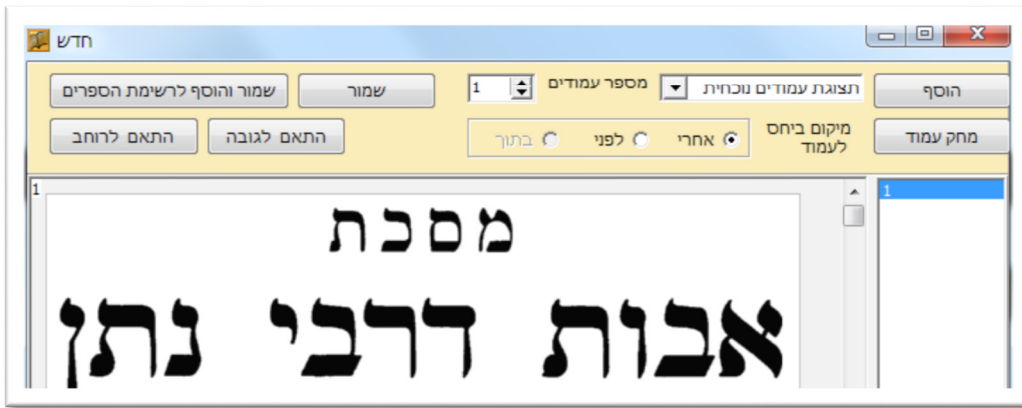 חדש
הוסף
תצוגת עמודים נוכחית
מספר עמודים
1
שמור
שמור והוסף לרשימת הספרים
מחק עמוד
מיקום ביחס
לעמוד
אחרי
לפני
בתוך
התאם לגובה
התאם לרוחב
1
1
מסכת
אבות דרבי נתן